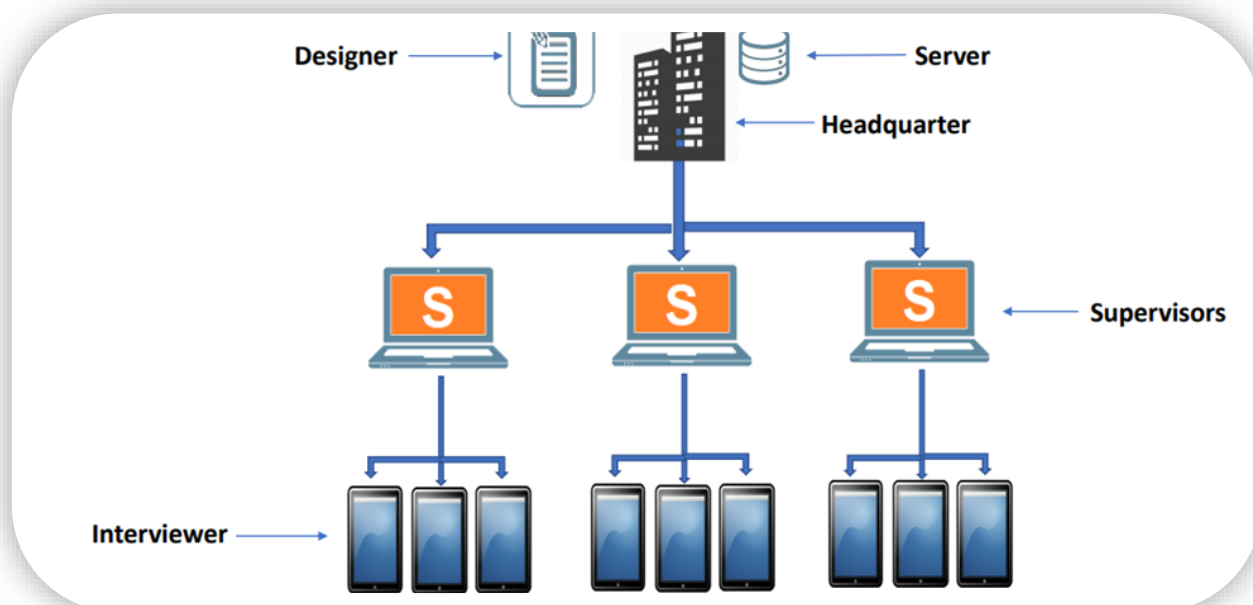 Designer
Server
Headquarter
S
S
S
Supervisors
Interviewer